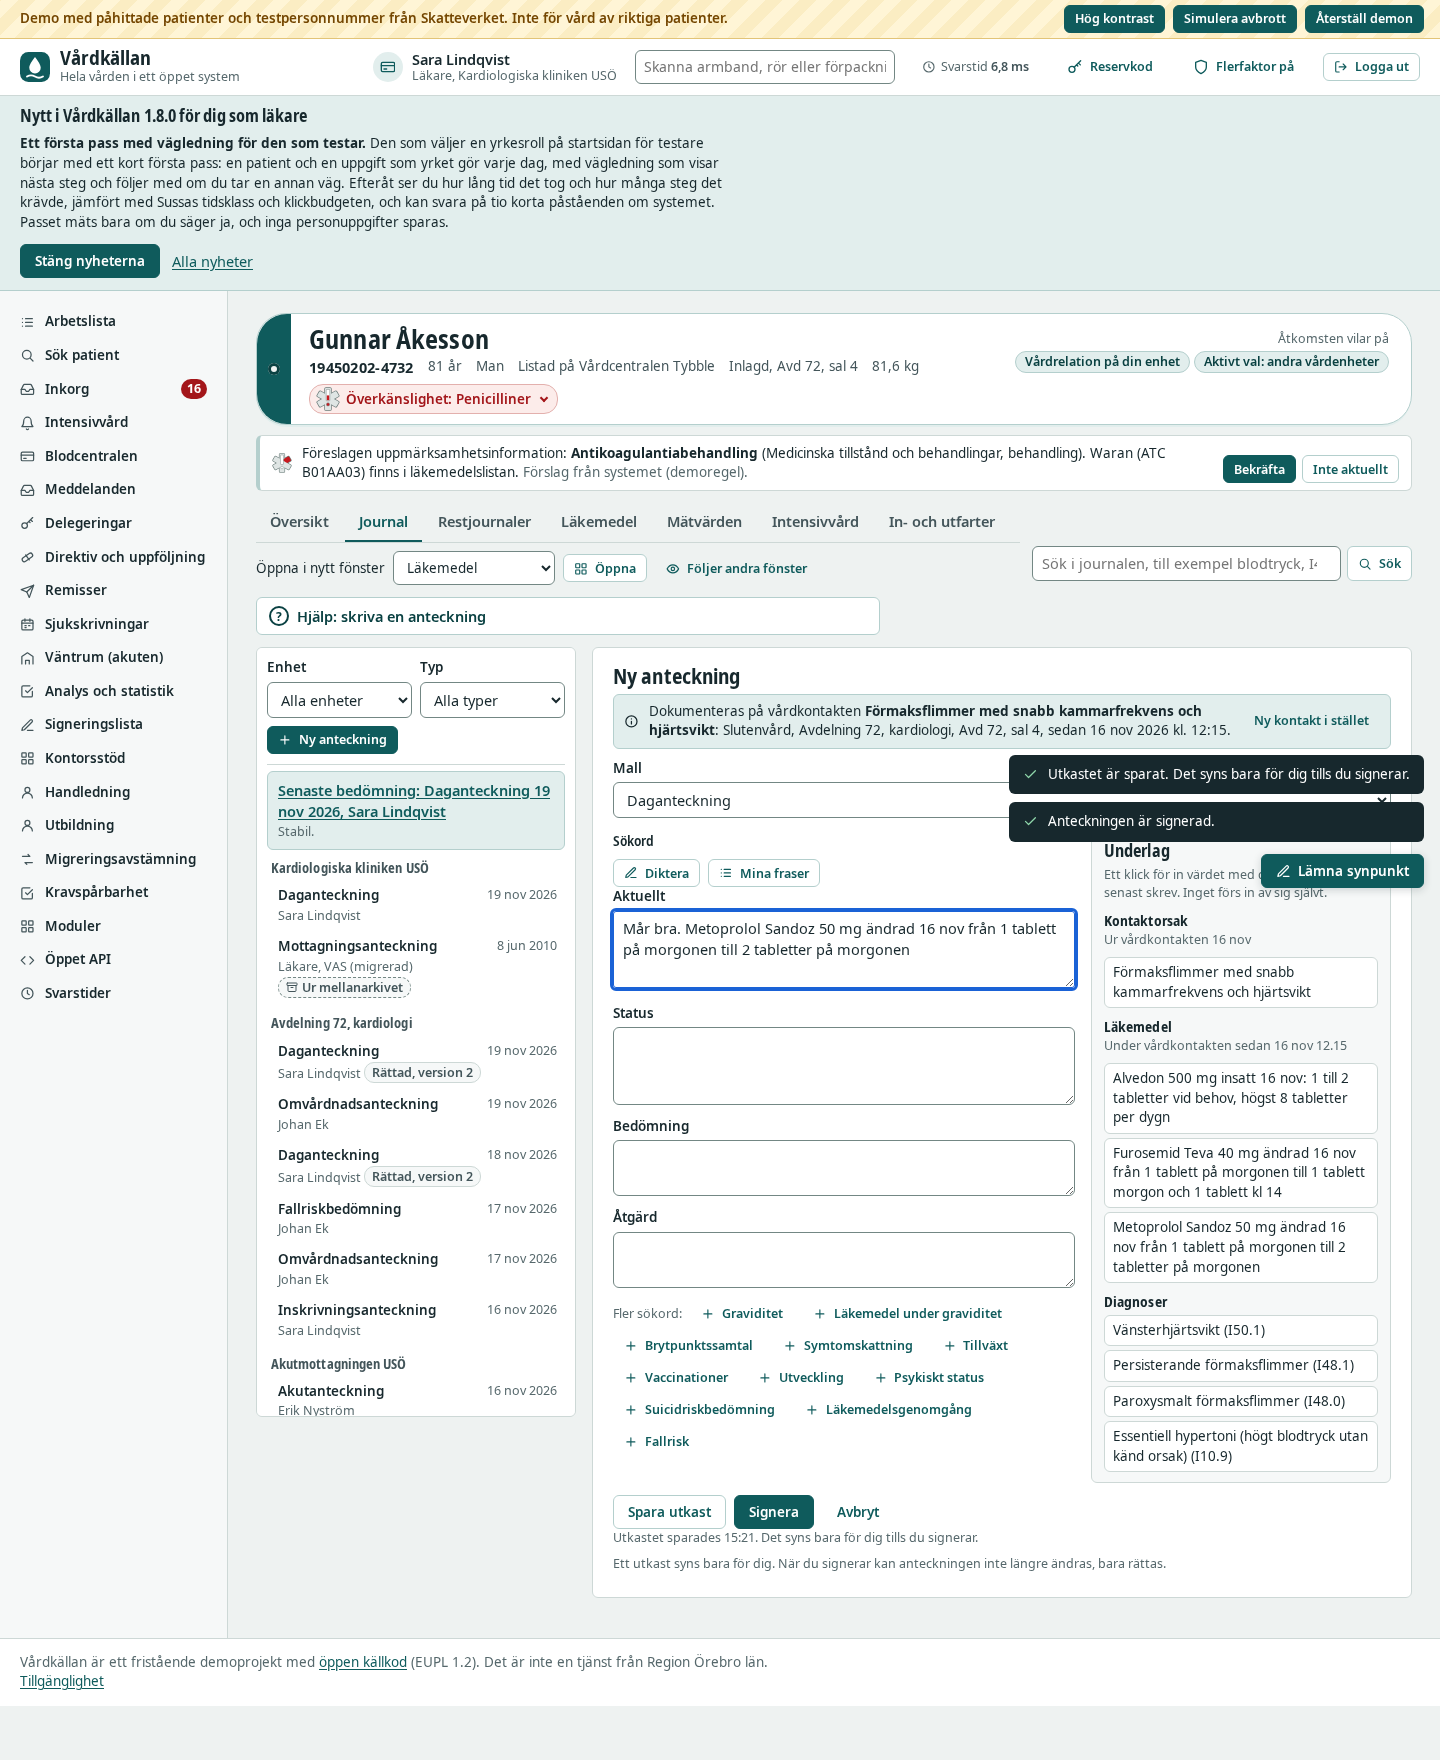 Demo med påhittade patienter och testpersonnummer från Skatteverket. Inte för vård av riktiga patienter.
Hög kontrast
Simulera avbrott
Återställ demon
Vårdkällan
Hela vården i ett öppet system
Sara Lindqvist
Läkare, Kardiologiska kliniken USÖ
Skanna armband, rör eller förpackni
Svarstid 6,8 ms
Reservkod
Flerfaktor på
Logga ut
Nytt i Vårdkällan 1.8.0 för dig som läkare
Ett första pass med vägledning för den som testar. Den som väljer en yrkesroll på startsidan för testare
börjar med ett kort första pass: en patient och en uppgift som yrket gör varje dag, med vägledning som visar
nästa steg och följer med om du tar en annan väg. Efteråt ser du hur lång tid det tog och hur många steg det
krävde, jämfört med Sussas tidsklass och klickbudgeten, och kan svara på tio korta påståenden om systemet.
Passet mäts bara om du säger ja, och inga personuppgifter sparas.
Stäng nyheterna
Alla nyheter
Arbetslista
Sök patient
Inkorg
16
Intensivvård
Blodcentralen
Meddelanden
Delegeringar
Direktiv och uppföljning
Remisser
Sjukskrivningar
Väntrum (akuten)
Analys och statistik
Signeringslista
Kontorsstöd
Handledning
Utbildning
Migreringsavstämning
Kravspårbarhet
Moduler
Öppet API
Svarstider
Gunnar Åkesson
19450202-4732
81 år
Man
Listad på Vårdcentralen Tybble
Inlagd, Avd 72, sal 4
81,6 kg
Överkänslighet: Penicilliner
Åtkomsten vilar på
Vårdrelation på din enhet
Aktivt val: andra vårdenheter
Föreslagen uppmärksamhetsinformation: Antikoagulantiabehandling (Medicinska tillstånd och behandlingar, behandling). Waran (ATC
B01AA03) finns i läkemedelslistan. Förslag från systemet (demoregel).
Bekräfta
Inte aktuellt
Översikt
Journal
Restjournaler
Läkemedel
Mätvärden
Intensivvård
In- och utfarter
Öppna i nytt fönster
Läkemedel
Öppna
Följer andra fönster
Sök i journalen, till exempel blodtryck, I4
Sök
Hjälp: skriva en anteckning
Enhet
Typ
Alla enheter
Alla typer
Ny anteckning
Senaste bedömning: Daganteckning 19
nov 2026, Sara Lindqvist
Stabil.
Kardiologiska kliniken USÖ
Daganteckning
19 nov 2026
Sara Lindqvist
Mottagningsanteckning
8 jun 2010
Läkare, VAS (migrerad)
Ur mellanarkivet
Avdelning 72, kardiologi
Daganteckning
19 nov 2026
Sara Lindqvist
Rättad, version 2
Omvårdnadsanteckning
19 nov 2026
Johan Ek
Daganteckning
18 nov 2026
Sara Lindqvist
Rättad, version 2
Fallriskbedömning
17 nov 2026
Johan Ek
Omvårdnadsanteckning
17 nov 2026
Johan Ek
Inskrivningsanteckning
16 nov 2026
Sara Lindqvist
Akutmottagningen USÖ
Akutanteckning
16 nov 2026
Erik Nyström
Ny anteckning
Dokumenteras på vårdkontakten Förmaksflimmer med snabb kammarfrekvens och
hjärtsvikt: Slutenvård, Avdelning 72, kardiologi, Avd 72, sal 4, sedan 16 nov 2026 kl. 12:15.
Ny kontakt i stället
Mall
Daganteckning
Utkastet är sparat. Det syns bara för dig tills du signerar.
Anteckningen är signerad.
Sökord
Diktera
Mina fraser
Aktuellt
Mår bra. Metoprolol Sandoz 50 mg ändrad 16 nov från 1 tablett
på morgonen till 2 tabletter på morgonen
Status
Bedömning
Åtgärd
Fler sökord:
Graviditet
Läkemedel under graviditet
Brytpunktssamtal
Symtomskattning
Tillväxt
Vaccinationer
Utveckling
Psykiskt status
Suicidriskbedömning
Läkemedelsgenomgång
Fallrisk
Underlag
Ett klick för in värdet med
Lämna synpunkt
senast skrev. Inget förs in av sig självt.
Kontaktorsak
Ur vårdkontakten 16 nov
Förmaksflimmer med snabb
kammarfrekvens och hjärtsvikt
Läkemedel
Under vårdkontakten sedan 16 nov 12.15
Alvedon 500 mg insatt 16 nov: 1 till 2
tabletter vid behov, högst 8 tabletter
per dygn
Furosemid Teva 40 mg ändrad 16 nov
från 1 tablett på morgonen till 1 tablett
morgon och 1 tablett kl 14
Metoprolol Sandoz 50 mg ändrad 16
nov från 1 tablett på morgonen till 2
tabletter på morgonen
Diagnoser
Vänsterhjärtsvikt (I50.1)
Persisterande förmaksflimmer (I48.1)
Paroxysmalt förmaksflimmer (I48.0)
Essentiell hypertoni (högt blodtryck utan
känd orsak) (I10.9)
Spara utkast
Signera
Avbryt
Utkastet sparades 15:21. Det syns bara för dig tills du signerar.
Ett utkast syns bara för dig. När du signerar kan anteckningen inte längre ändras, bara rättas.
Vårdkällan är ett fristående demoprojekt med öppen källkod (EUPL 1.2). Det är inte en tjänst från Region Örebro län.
Tillgänglighet